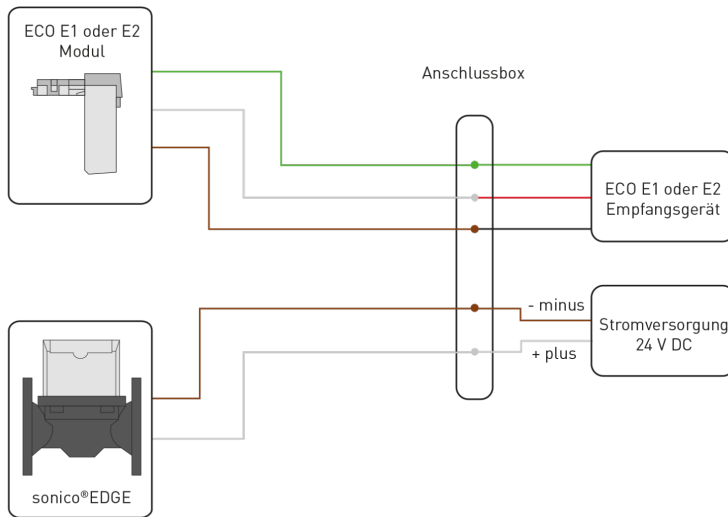 ECO E1 oder E2
Modul
Anschlussbox
ECO E1 oder E2
Empfangsgerät
- minus
+ plus
Stromversorgung
24 V DC
sonico®EDGE